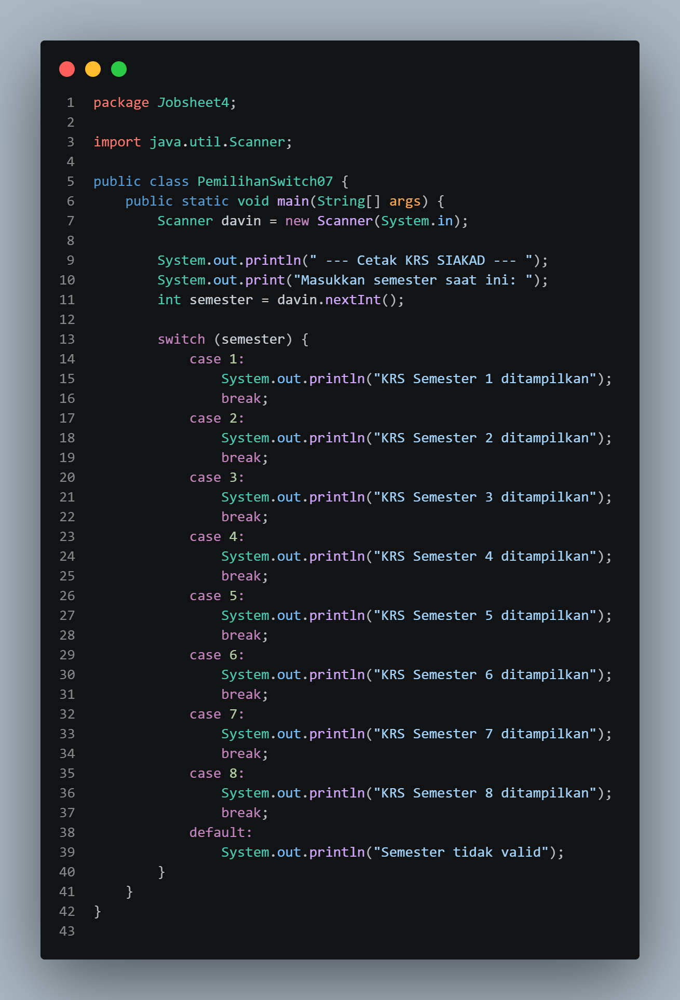 1 package Jobsheet4;
2
3 import java.util.Scanner;
4
5 public class PemilihanSwitch07 {
6     public static void main(String[] args) {
7         Scanner davin = new Scanner(System.in);
8
9         System.out.println(" --- Cetak KRS SIAKAD --- ");
10         System.out.print("Masukkan semester saat ini: ");
11         int semester = davin.nextInt();
12
13         switch (semester) {
14             case 1:
15                 System.out.println("KRS Semester 1 ditampilkan");
16                 break;
17             case 2:
18                 System.out.println("KRS Semester 2 ditampilkan");
19                 break;
20             case 3:
21                 System.out.println("KRS Semester 3 ditampilkan");
22                 break;
23             case 4:
24                 System.out.println("KRS Semester 4 ditampilkan");
25                 break;
26             case 5:
27                 System.out.println("KRS Semester 5 ditampilkan");
28                 break;
29             case 6:
30                 System.out.println("KRS Semester 6 ditampilkan");
31                 break;
32             case 7:
33                 System.out.println("KRS Semester 7 ditampilkan");
34                 break;
35             case 8:
36                 System.out.println("KRS Semester 8 ditampilkan");
37                 break;
38             default:
39                 System.out.println("Semester tidak valid");
40         }
41     }
42 }
43